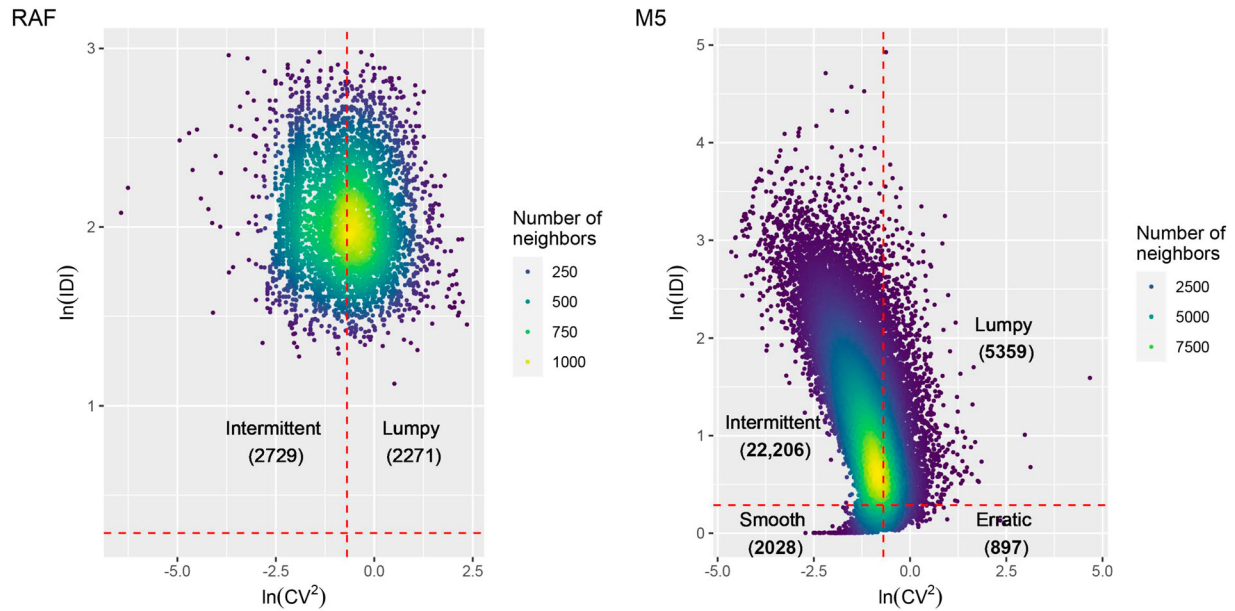 RAF
3
2
1
ln(IDI)
Intermittent
(2729)
Lumpy
(2271)
-5.0
-2.5
0.0
2.5
ln(CV²)
Number of
neighbors
250
500
750
1000
M5
5
4
3
2
1
0
ln(IDI)
Lumpy
(5359)
Intermittent
(22,206)
Smooth
(2028)
Erratic
(897)
-5.0
-2.5
0.0
2.5
5.0
ln(CV²)
Number of
neighbors
2500
5000
7500